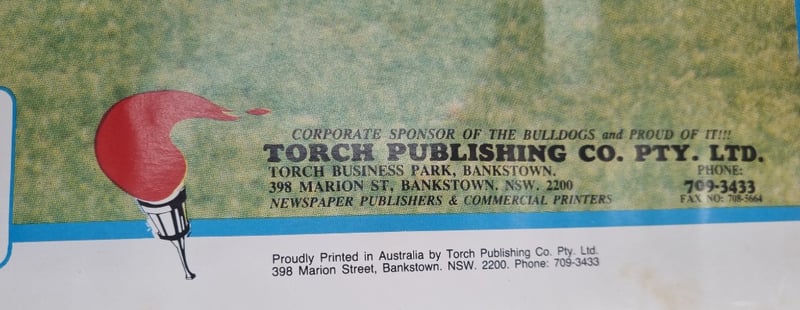 CORPORATE SPONSOR OF THE BULLDOGS and PROUD OF IT!!!
TORCH PUBLISHING CO. PTY. LTD.
TORCH BUSINESS PARK, BANKSTOWN.
398 MARION ST, BANKSTOWN. NSW. 2200
NEWSPAPER PUBLISHERS & COMMERCIAL PRINTERS
PHONE:
709-3433
FAX NO: 708-5664
Proudly Printed in Australia by Torch Publishing Co. Pty. Ltd.
398 Marion Street, Bankstown. NSW. 2200. Phone: 709-3433